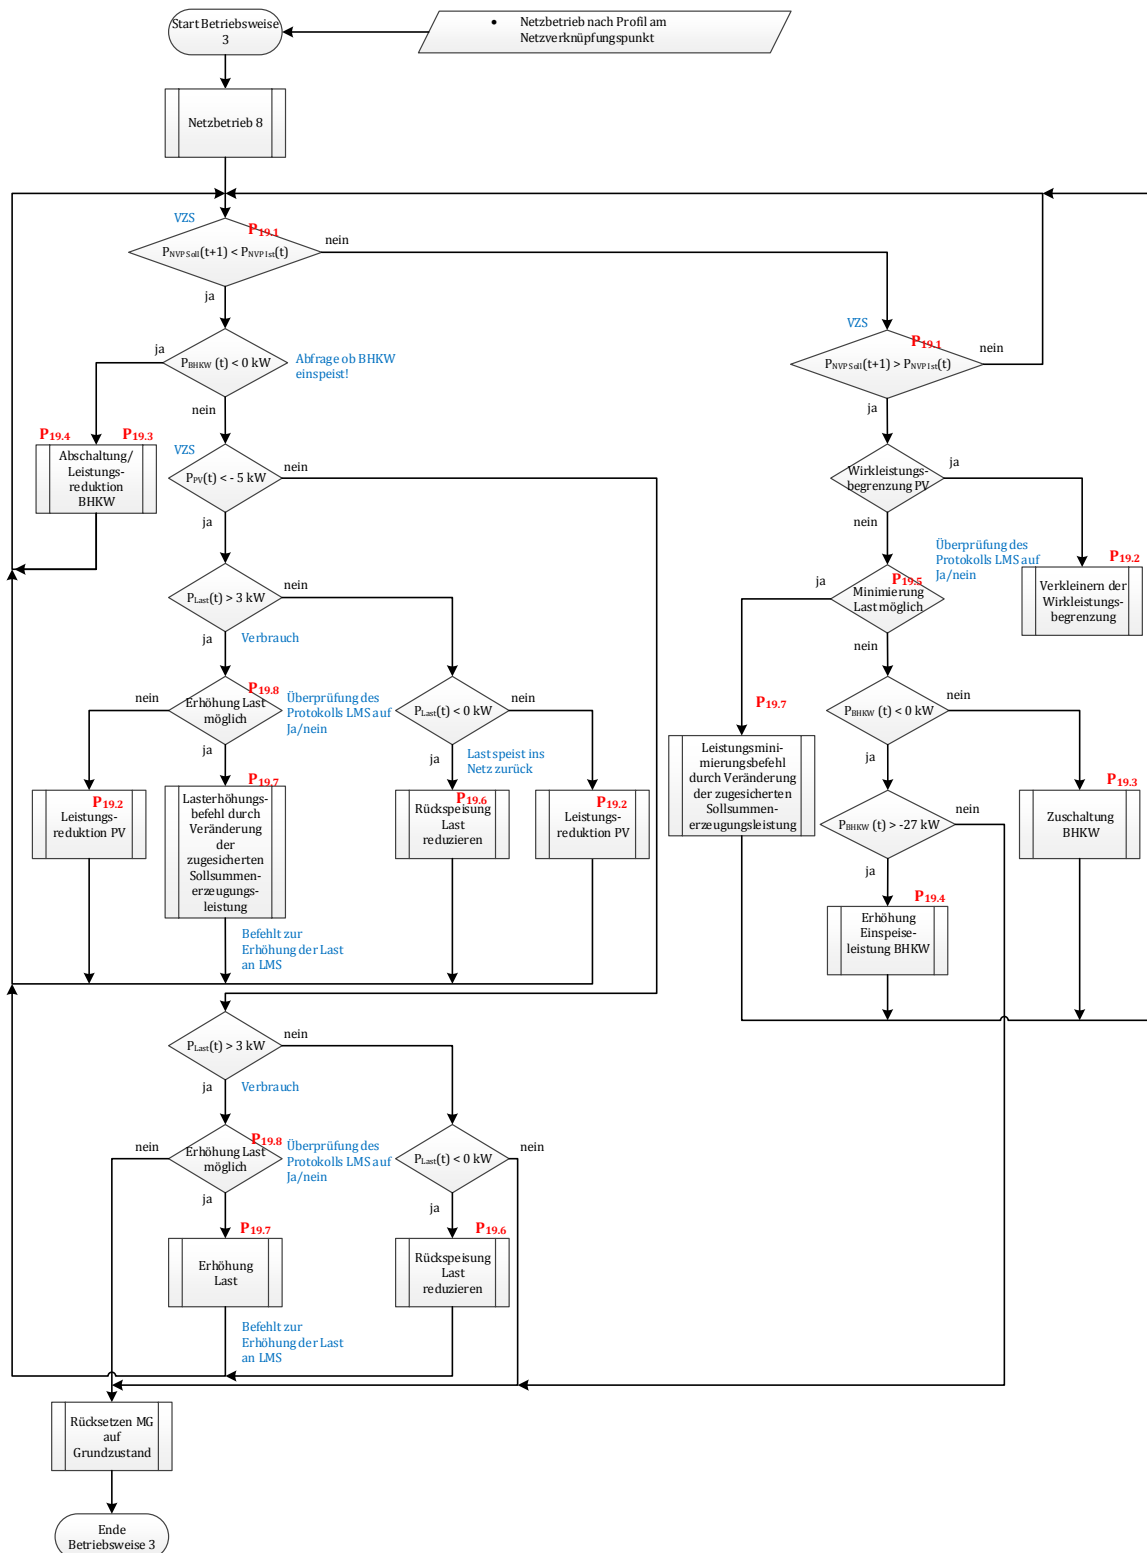 Start Betriebsweise
3
• Netzbetrieb nach Profil am
Netzverknüpfungspunkt
Netzbetrieb 8
VZS
P19.1
PNVP Soll(t+1) < PNVP Ist(t)
nein
ja
ja
PBHKW (t) < 0 kW
Abfrage ob BHKW
einspeist!
nein
P19.4
P19.3
Abschaltung/
Leistungs-
reduktion
BHKW
VZS
PPV(t) < - 5 kW
nein
ja
PLast(t) > 3 kW
nein
ja
Verbrauch
nein
P19.8
Erhöhung Last
möglich
Überprüfung des
Protokolls LMS auf
Ja/nein
ja
PLast(t) < 0 kW
nein
ja
Last speist ins
Netz zurück
P19.2
Leistungs-
reduktion PV
P19.7
Lasterhöhungs-
befehl durch
Veränderung
der
zugesicherten
Sollsummen-
erzeugungs-
leistung
P19.6
Rückspeisung
Last
reduzieren
P19.2
Leistungs-
reduktion PV
Befehlt zur
Erhöhung der Last
an LMS
VZS
P19.1
PNVP Soll(t+1) > PNVP Ist(t)
nein
ja
Wirkleistungs-
begrenzung PV
ja
nein
Überprüfung des
Protokolls LMS auf
Ja/nein
P19.2
Verkleinern der
Wirkleistungs-
begrenzung
ja
P19.5
Minimierung
Last möglich
nein
P19.7
Leistungsmini-
mierungsbefehl
durch Veränderung
der zugesicherten
Sollsummen-
erzeugungsleistung
PBHKW (t) < 0 kW
nein
ja
P19.3
Zuschaltung
BHKW
PBHKW (t) > -27 kW
nein
ja
P19.4
Erhöhung
Einspeise-
leistung BHKW
PLast(t) > 3 kW
nein
ja
Verbrauch
nein
P19.8
Erhöhung Last
möglich
Überprüfung des
Protokolls LMS auf
Ja/nein
ja
PLast(t) < 0 kW
nein
ja
P19.7
Erhöhung
Last
P19.6
Rückspeisung
Last
reduzieren
Befehlt zur
Erhöhung der Last
an LMS
Rücksetzen MG
auf
Grundzustand
Ende
Betriebsweise 3